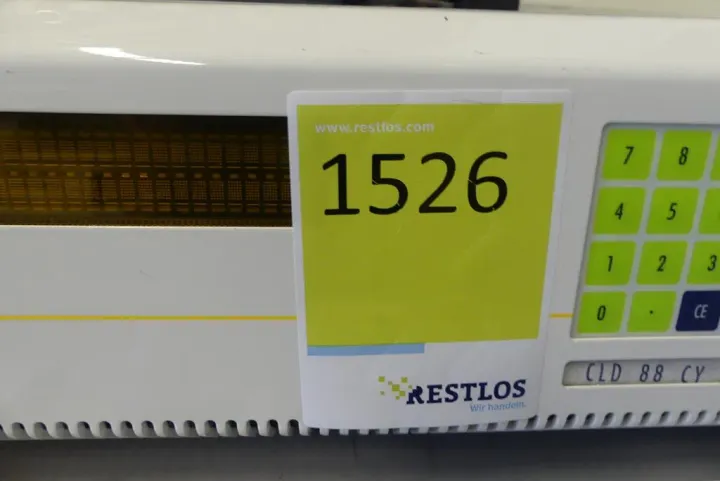 www.restlos.com
1526
RESTLOS
Wir handeln.
7 8
4 5
1 2 3
0 . CE
CLD 88 CY